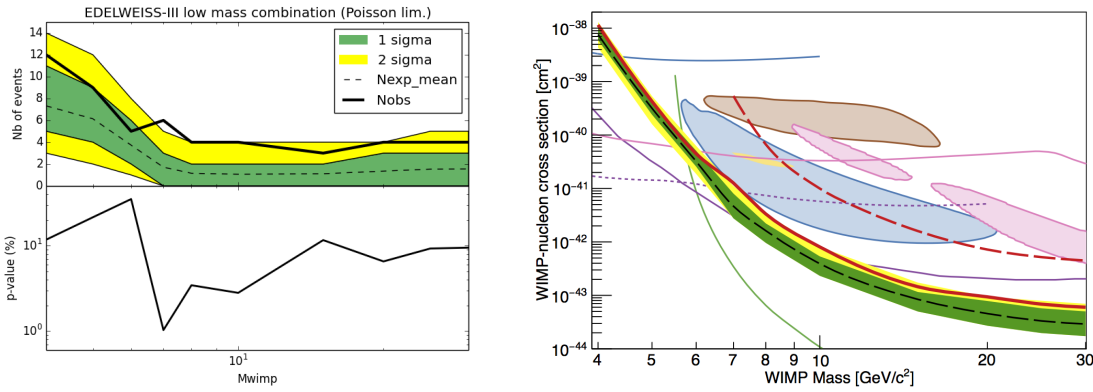 EDELWEISS-III low mass combination (Poisson lim.)
Nb of events
14
12
10
8
6
4
2
0
1 sigma
2 sigma
Nexp_mean
Nobs
p-value (%)
10¹
10⁰
10¹
Mwimp
WIMP-nucleon cross section [cm²]
10⁻³⁸
10⁻³⁹
10⁻⁴⁰
10⁻⁴¹
10⁻⁴²
10⁻⁴³
10⁻⁴⁴
4 5 6 7 8 9 10 20 30
WIMP Mass [GeV/c²]